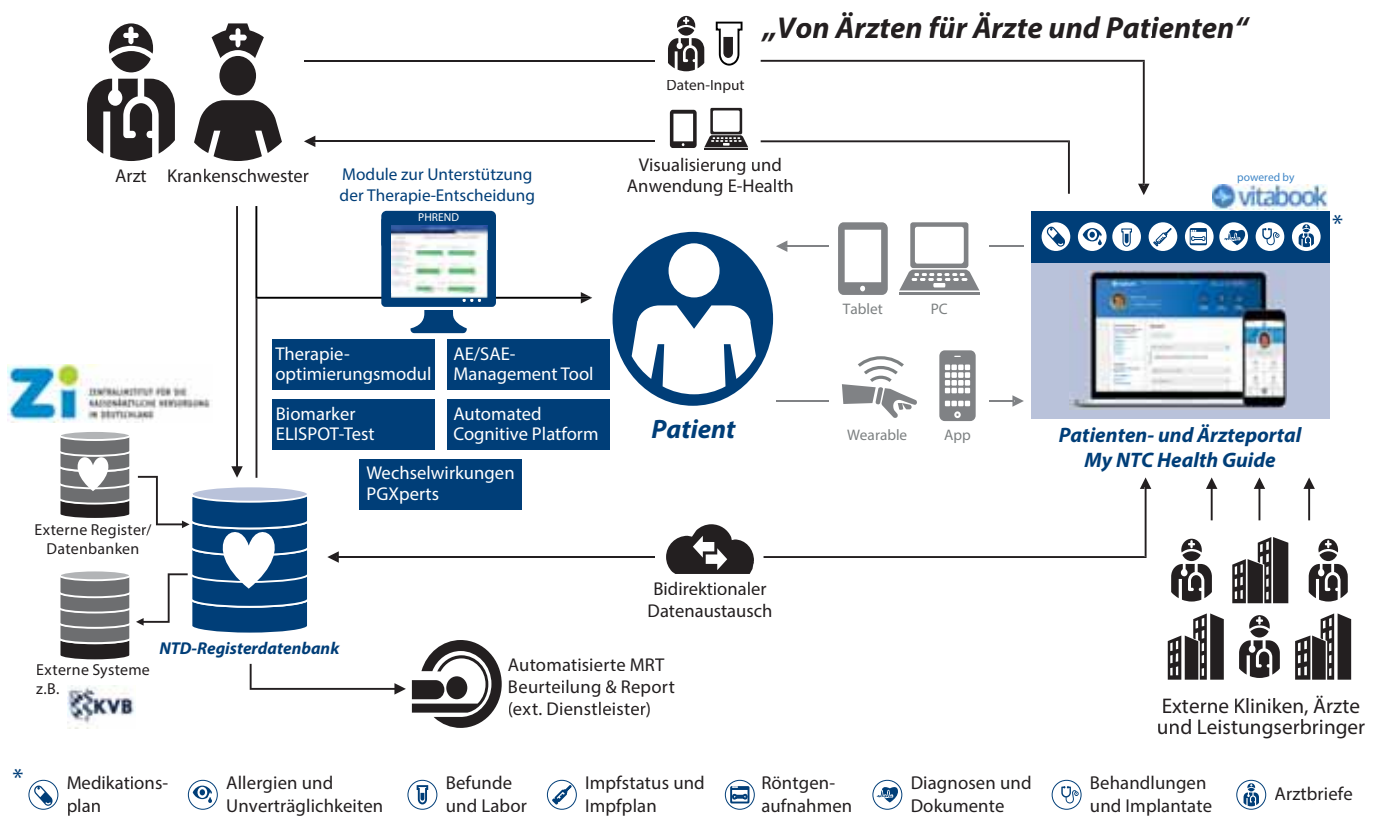 „Von Ärzten für Ärzte und Patienten“
Daten-Input
Arzt
Krankenschwester
Visualisierung und
Anwendung E-Health
Module zur Unterstützung
der Therapie-Entscheidung
PHREND
powered by
vitabook
*
Tablet
PC
Therapie-
optimierungsmodul
AE/SAE-
Management Tool
Biomarker
ELISPOT-Test
Automated
Cognitive Platform
Wechselwirkungen
PGXperts
Patient
Wearable
App
Patienten- und Ärzteportal
My NTC Health Guide
Zi
ZENTRALINSTITUT FÜR DIE
KASSENÄRZTLICHE VERSORGUNG
IN DEUTSCHLAND
Externe Register/
Datenbanken
Bidirektionaler
Datenaustausch
NTD-Registerdatenbank
Externe Systeme
z.B.
KVB
Automatisierte MRT
Beurteilung & Report
(ext. Dienstleister)
Externe Kliniken, Ärzte
und Leistungserbringer
*
Medikations-
plan
Allergien und
Unverträglichkeiten
Befunde
und Labor
Impfstatus und
Impfplan
Röntgen-
aufnahmen
Diagnosen und
Dokumente
Behandlungen
und Implantate
Arztbriefe